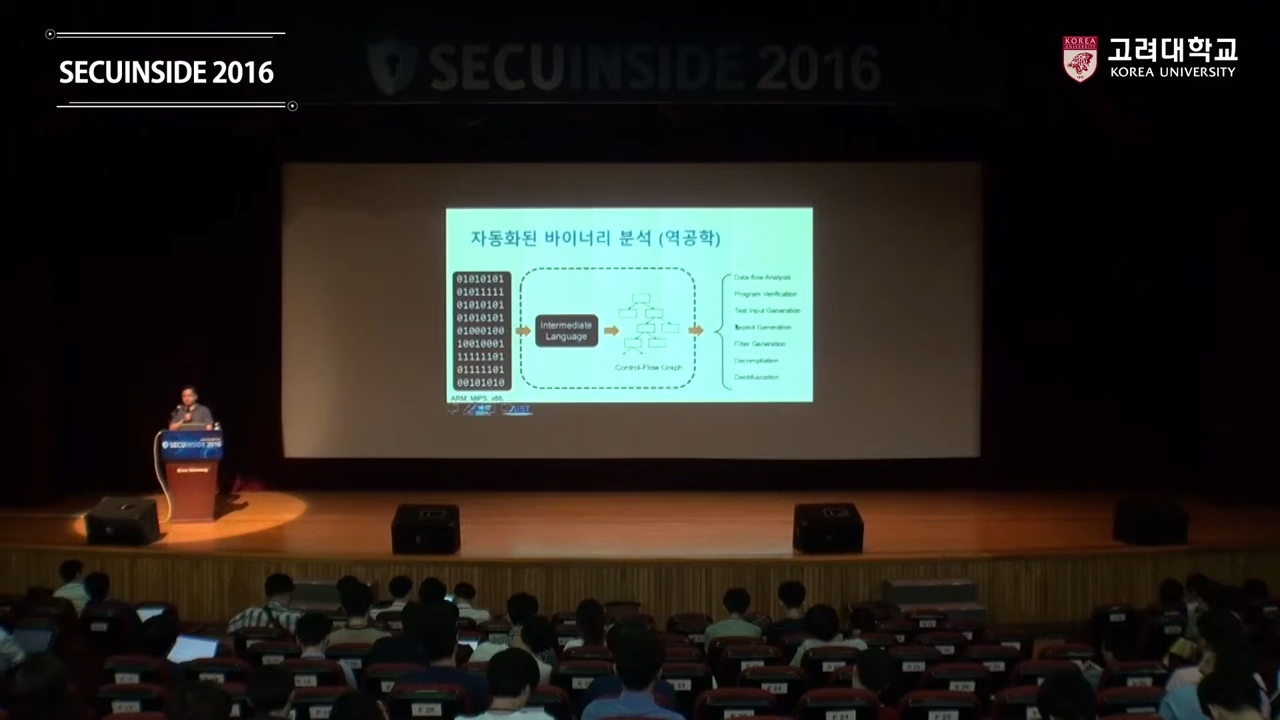 SECUINSIDE 2016
SECUINSIDE 2016
KOREA
UNIVERSITY
고려대학교
KOREA UNIVERSITY
자동화된 바이너리 분석 (역공학)
01010101
01011111
01010101
01010101
01000100
10010001
11111101
01111101
00101010
ARM, MIPS, x86,
Intermediate
Language
Control-Flow Graph
Data-flow Analysis
Program Verification
Test Input Generation
Exploit Generation
Filter Generation
Decompilation
Deobfuscation
SECUINSIDE 2016